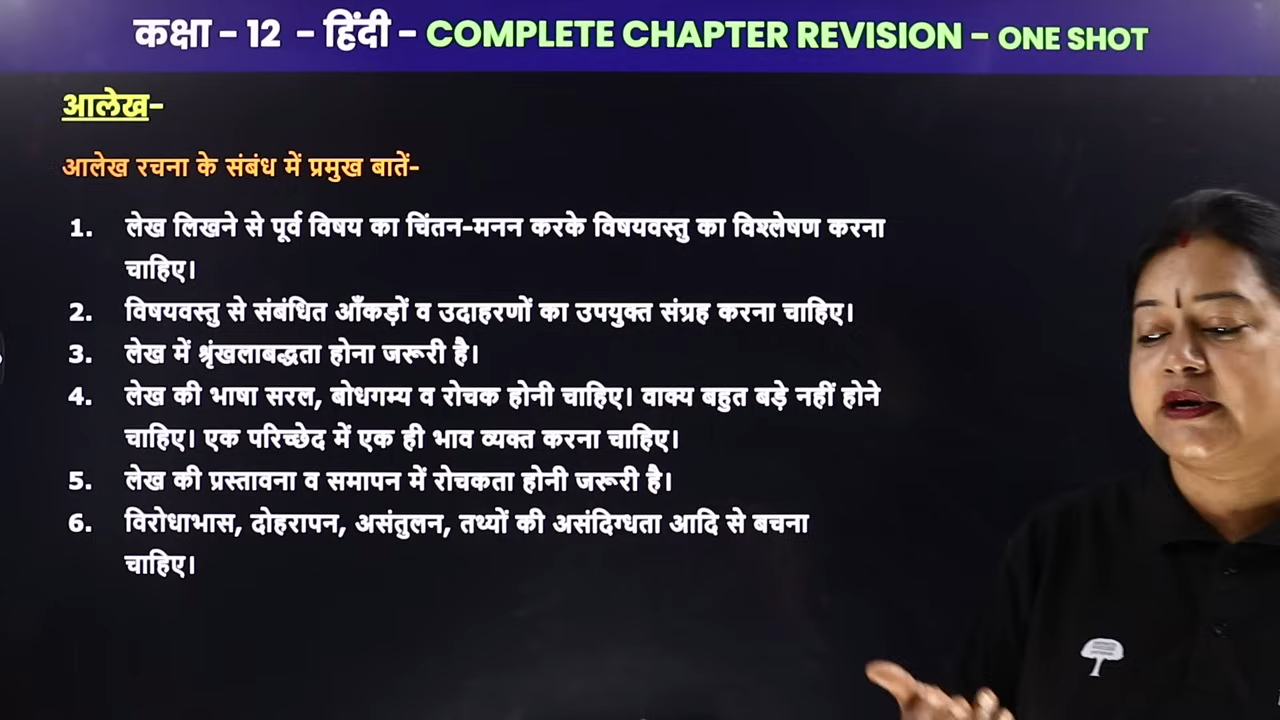 कक्षा - 12 - हिंदी - COMPLETE CHAPTER REVISION - ONE SHOT
आलेख-
आलेख रचना के संबंध में प्रमुख बातें-
1. लेख लिखने से पूर्व विषय का चिंतन-मनन करके विषयवस्तु का विश्लेषण करना
चाहिए।
2. विषयवस्तु से संबंधित आँकड़ों व उदाहरणों का उपयुक्त संग्रह करना चाहिए।
3. लेख में श्रृंखलाबद्धता होना जरूरी है।
4. लेख की भाषा सरल, बोधगम्य व रोचक होनी चाहिए। वाक्य बहुत बड़े नहीं होने
चाहिए। एक परिच्छेद में एक ही भाव व्यक्त करना चाहिए।
5. लेख की प्रस्तावना व समापन में रोचकता होनी जरूरी है।
6. विरोधाभास, दोहरापन, असंतुलन, तथ्यों की असंदिग्धता आदि से बचना
चाहिए।